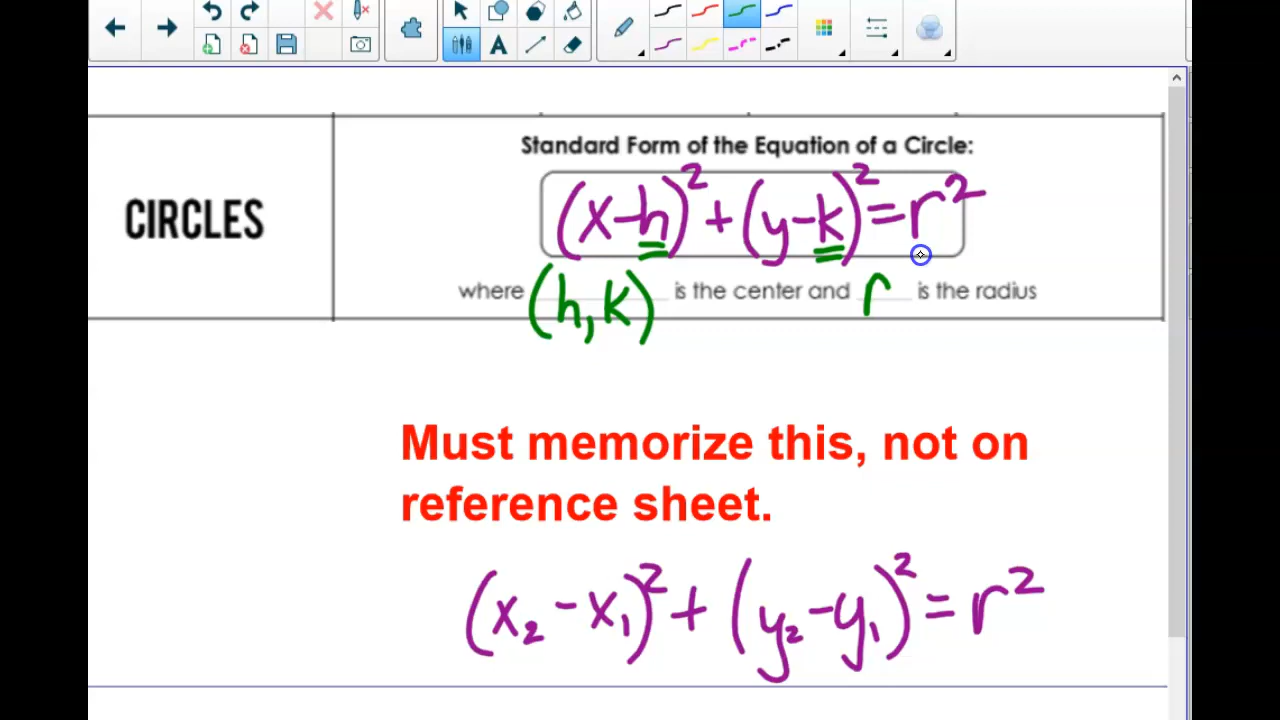 Standard Form of the Equation of a Circle:
CIRCLES
(x-h)²+(y-k)²=r²
where (h,k) is the center and r is the radius
Must memorize this, not on
reference sheet.
(x₂-x₁)²+(y₂-y₁)²=r²